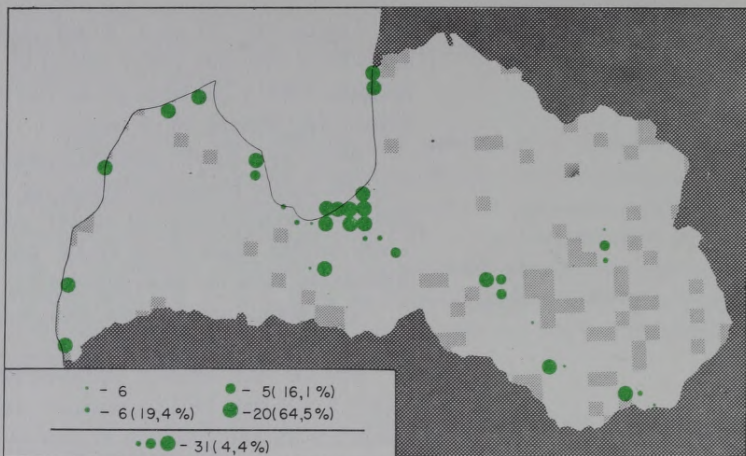 - 6 - 5(16,1%)
- 6(19,4%) -20(64,5%)
- 31(4,4%)